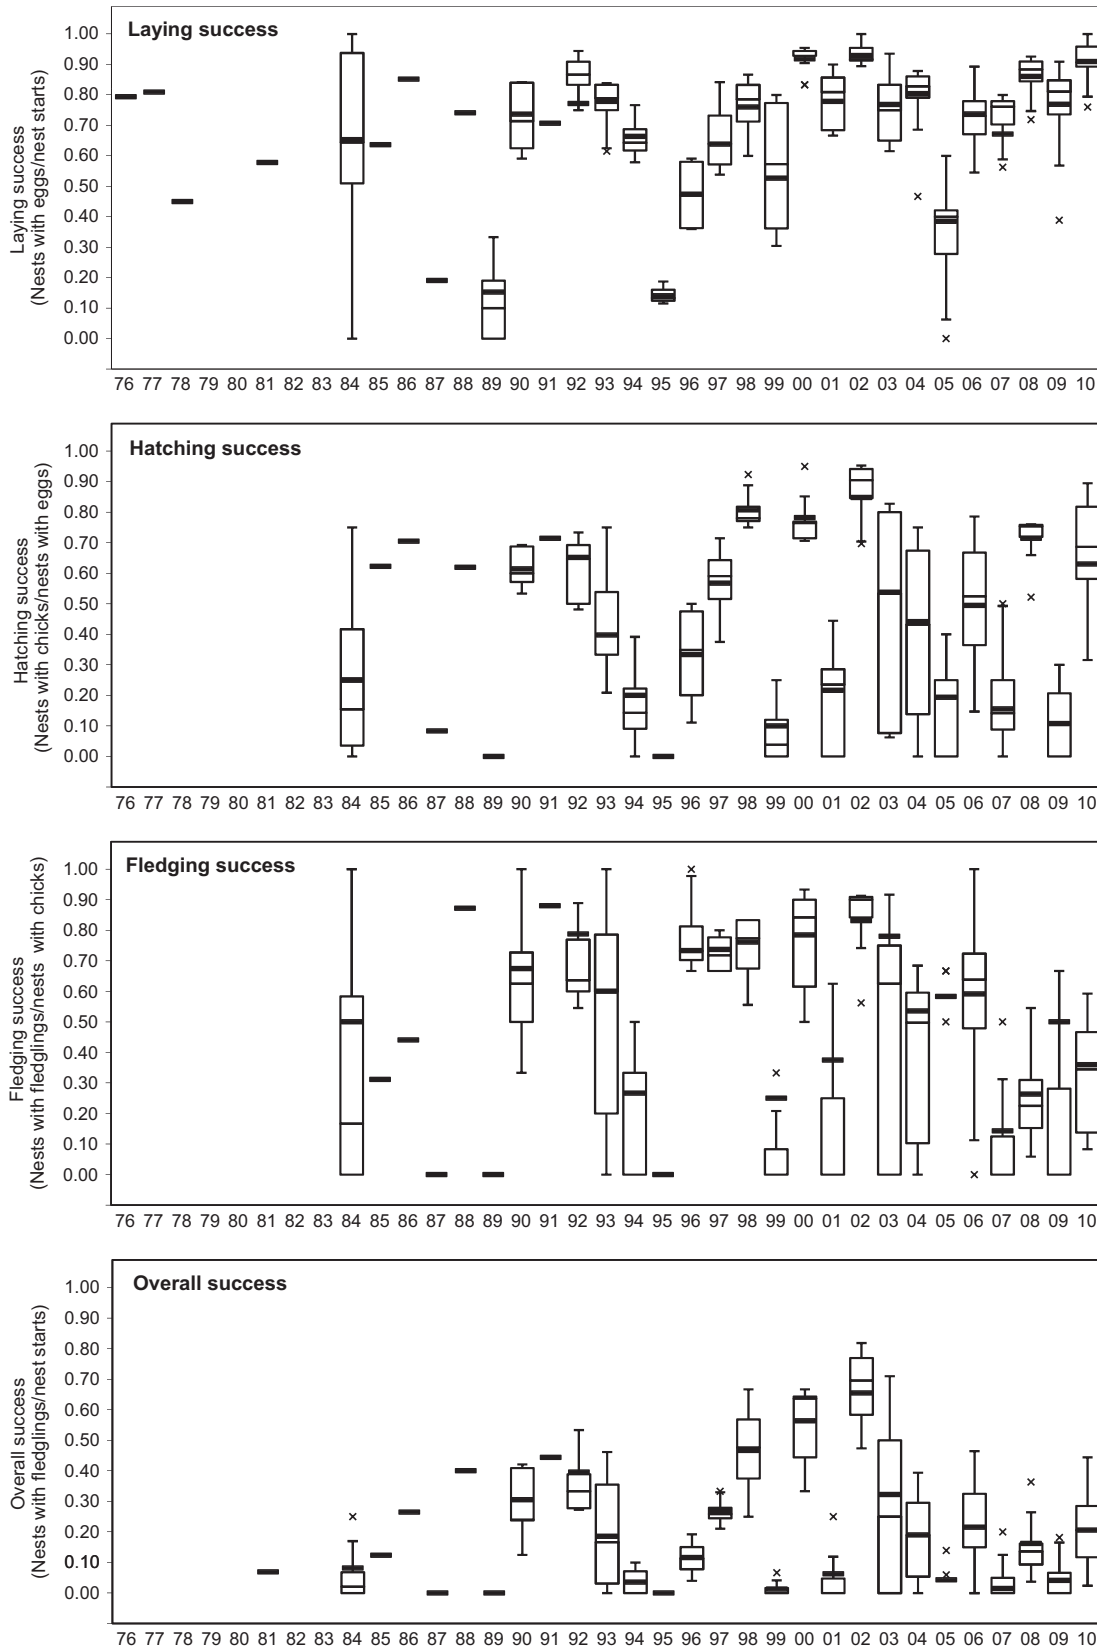 Laying success
Laying success
(Nests with eggs/nest starts)
1.00
0.90
0.80
0.70
0.60
0.50
0.40
0.30
0.20
0.10
0.00
76 77 78 79 80 81 82 83 84 85 86 87 88 89 90 91 92 93 94 95 96 97 98 99 00 01 02 03 04 05 06 07 08 09 10
Hatching success
Hatching success
(Nests with chicks/nests with eggs)
1.00
0.90
0.80
0.70
0.60
0.50
0.40
0.30
0.20
0.10
0.00
76 77 78 79 80 81 82 83 84 85 86 87 88 89 90 91 92 93 94 95 96 97 98 99 00 01 02 03 04 05 06 07 08 09 10
Fledging success
Fledging success
(Nests with fledglings/nests with chicks)
1.00
0.90
0.80
0.70
0.60
0.50
0.40
0.30
0.20
0.10
0.00
76 77 78 79 80 81 82 83 84 85 86 87 88 89 90 91 92 93 94 95 96 97 98 99 00 01 02 03 04 05 06 07 08 09 10
Overall success
Overall success
(Nests with fledglings/nest starts)
1.00
0.90
0.80
0.70
0.60
0.50
0.40
0.30
0.20
0.10
0.00
76 77 78 79 80 81 82 83 84 85 86 87 88 89 90 91 92 93 94 95 96 97 98 99 00 01 02 03 04 05 06 07 08 09 10